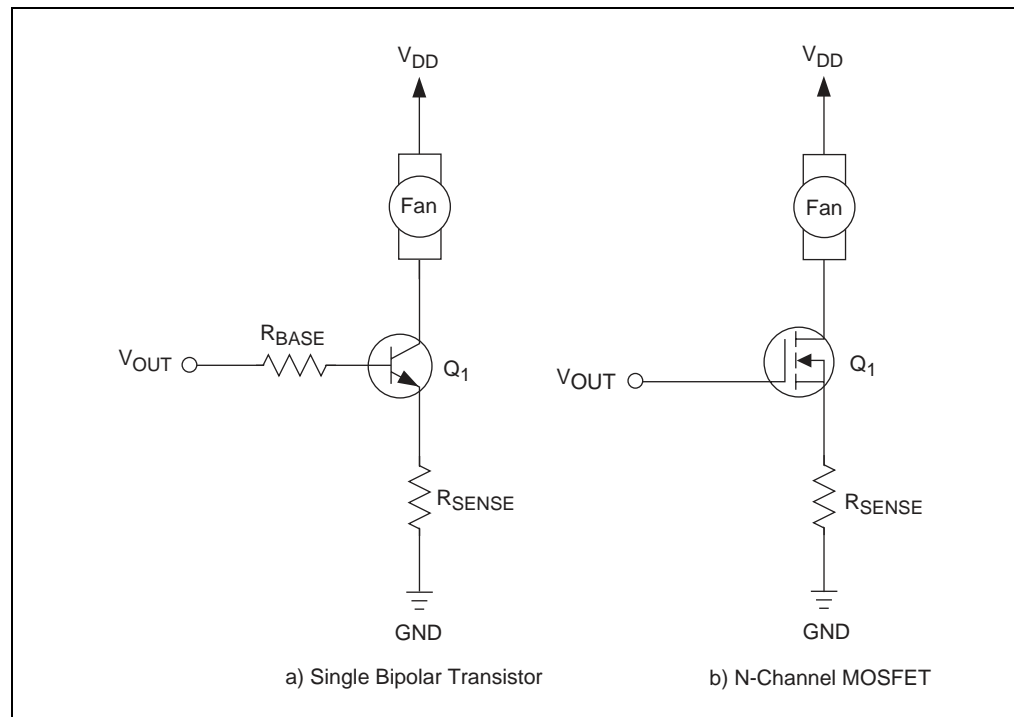 VDD
Fan
RBASE
VOUT
Q1
RSENSE
GND
a) Single Bipolar Transistor
VDD
Fan
Q1
VOUT
RSENSE
GND
b) N-Channel MOSFET